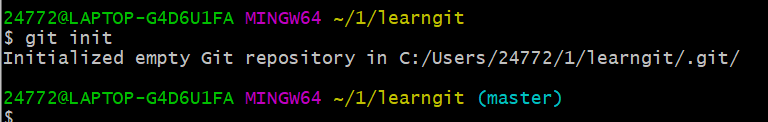 24772@LAPTOP-G4D6U1FA MINGW64 ~/1/learngit
$ git init
Initialized empty Git repository in C:/Users/24772/1/learngit/.git/
24772@LAPTOP-G4D6U1FA MINGW64 ~/1/learngit (master)
$